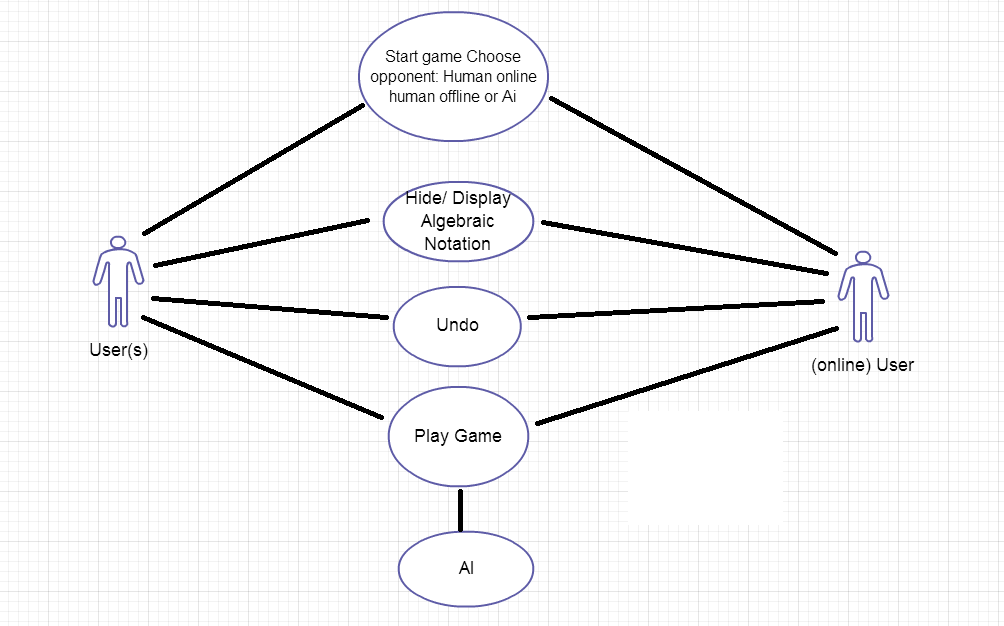 Start game Choose
opponent: Human online
human offline or Ai
Hide/ Display
Algebraic
Notation
User(s)
Undo
(online) User
Play Game
AI